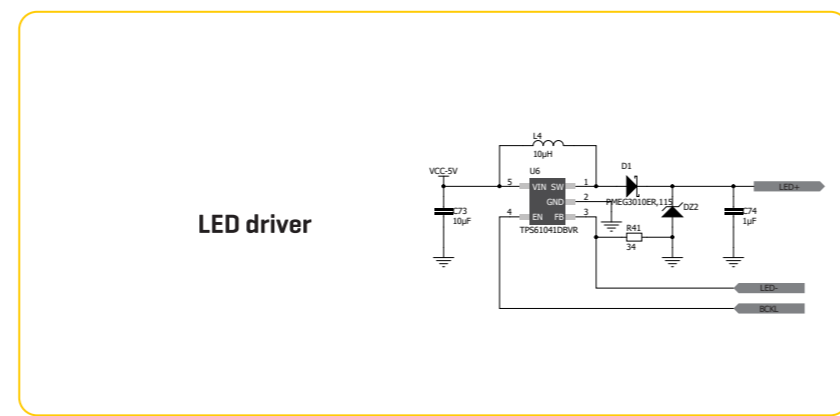 LED driver
L4
10µH
VCC-5V
U6
D1
5 VIN SW 1
GND 2
4 EN FB 3
TPS61041DBVR
PMEG3010ER,115
DZ2
C73
10µF
C74
1µF
R41
34
LED+
LED-
BCKL